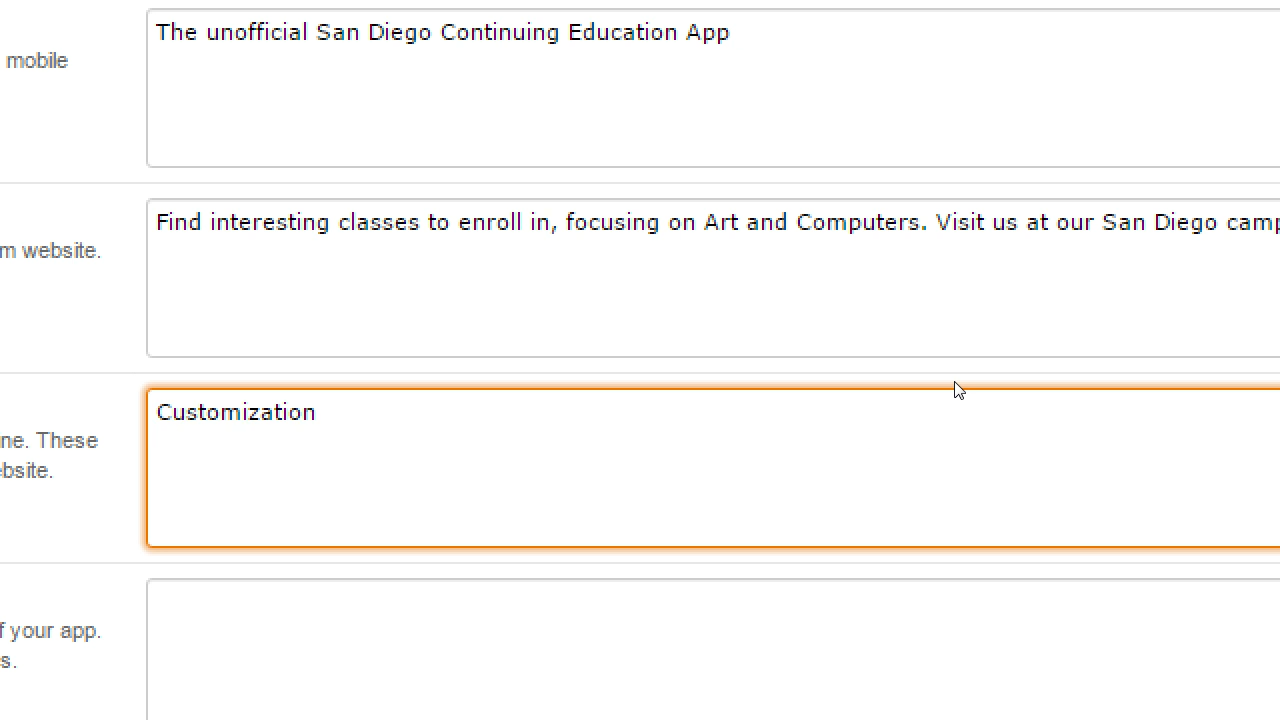 The unofficial San Diego Continuing Education App
mobile
Find interesting classes to enroll in, focusing on Art and Computers. Visit us at our San Diego camp
m website.
Customization
ne. These
ebsite.
f your app.
s.